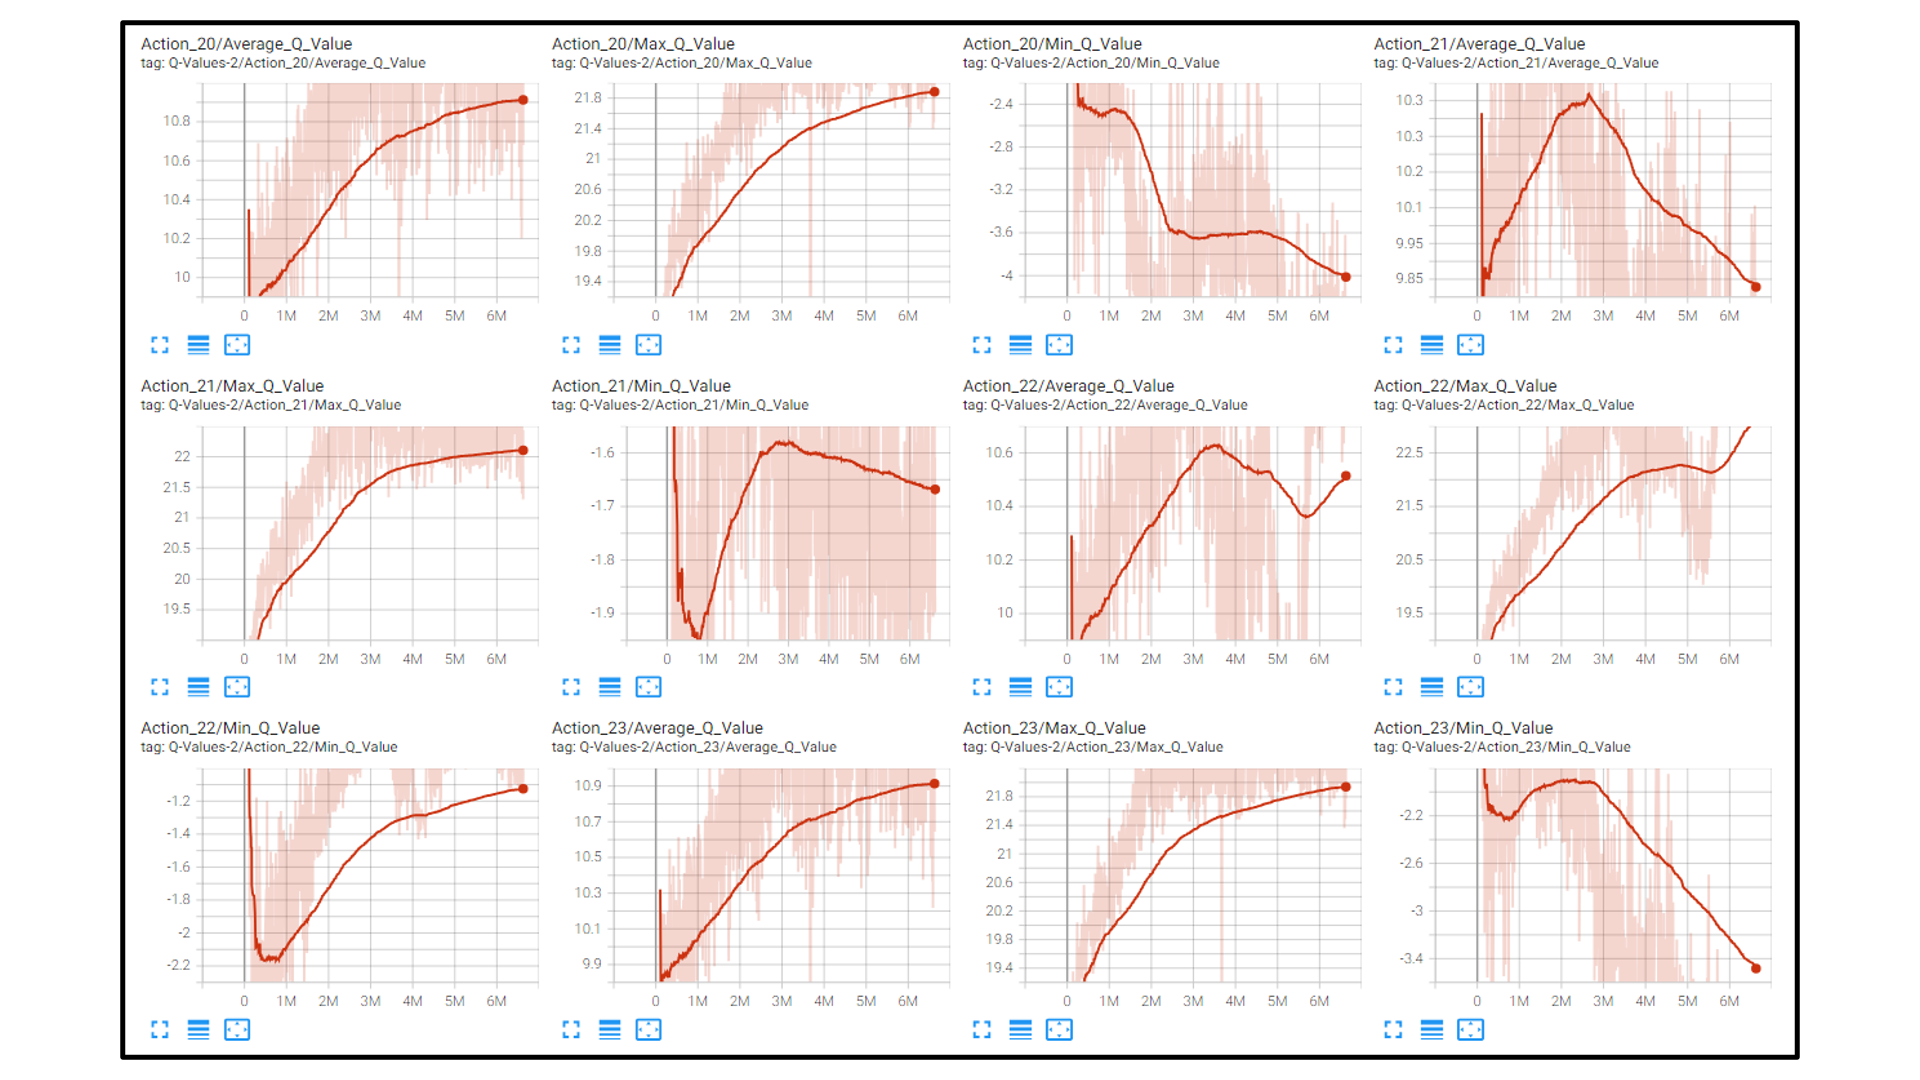 Action_20/Average_Q_Value
tag: Q-Values-2/Action_20/Average_Q_Value
10.8
10.6
10.4
10.2
10
0 1M 2M 3M 4M 5M 6M
Action_20/Max_Q_Value
tag: Q-Values-2/Action_20/Max_Q_Value
21.8
21.4
21
20.6
20.2
19.8
19.4
0 1M 2M 3M 4M 5M 6M
Action_20/Min_Q_Value
tag: Q-Values-2/Action_20/Min_Q_Value
-2.4
-2.8
-3.2
-3.6
-4
0 1M 2M 3M 4M 5M 6M
Action_21/Average_Q_Value
tag: Q-Values-2/Action_21/Average_Q_Value
10.3
10.3
10.2
10.1
9.95
9.85
0 1M 2M 3M 4M 5M 6M
Action_21/Max_Q_Value
tag: Q-Values-2/Action_21/Max_Q_Value
22
21.5
21
20.5
20
19.5
0 1M 2M 3M 4M 5M 6M
Action_21/Min_Q_Value
tag: Q-Values-2/Action_21/Min_Q_Value
-1.6
-1.7
-1.8
-1.9
0 1M 2M 3M 4M 5M 6M
Action_22/Average_Q_Value
tag: Q-Values-2/Action_22/Average_Q_Value
10.6
10.4
10.2
10
0 1M 2M 3M 4M 5M 6M
Action_22/Max_Q_Value
tag: Q-Values-2/Action_22/Max_Q_Value
22.5
21.5
20.5
19.5
0 1M 2M 3M 4M 5M 6M
Action_22/Min_Q_Value
tag: Q-Values-2/Action_22/Min_Q_Value
-1.2
-1.4
-1.6
-1.8
-2
-2.2
0 1M 2M 3M 4M 5M 6M
Action_23/Average_Q_Value
tag: Q-Values-2/Action_23/Average_Q_Value
10.9
10.7
10.5
10.3
10.1
9.9
0 1M 2M 3M 4M 5M 6M
Action_23/Max_Q_Value
tag: Q-Values-2/Action_23/Max_Q_Value
21.8
21.4
21
20.6
20.2
19.8
19.4
0 1M 2M 3M 4M 5M 6M
Action_23/Min_Q_Value
tag: Q-Values-2/Action_23/Min_Q_Value
-2.2
-2.6
-3
-3.4
0 1M 2M 3M 4M 5M 6M